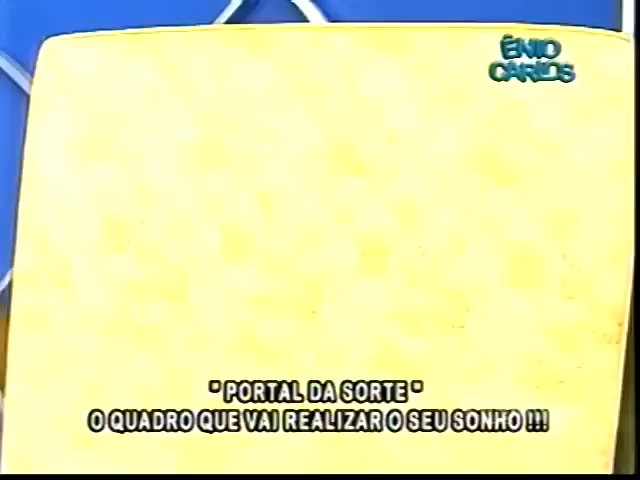 ÊNIO
CARLOS
" PORTAL DA SORTE "
O QUADRO QUE VAI REALIZAR O SEU SONHO !!!